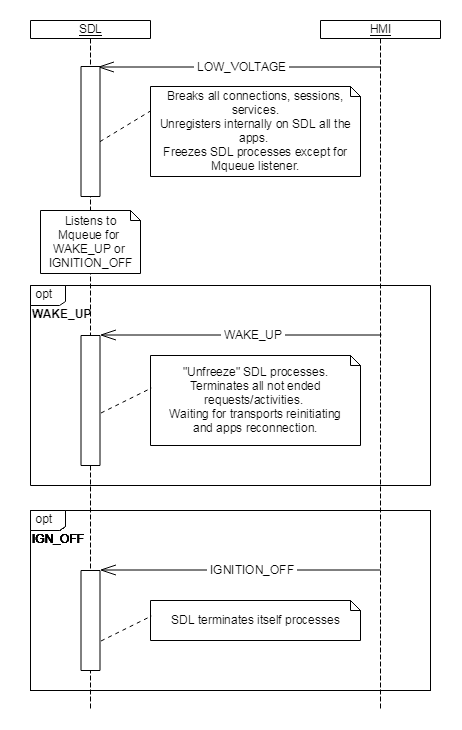 SDL
HMI
LOW_VOLTAGE
Breaks all connections, sessions,
services.
Unregisters internally on SDL all the
apps.
Freezes SDL processes except for
Mqueue listener.
Listens to
Mqueue for
WAKE_UP or
IGNITION_OFF
opt
WAKE_UP
WAKE_UP
"Unfreeze" SDL processes.
Terminates all not ended
requests/activities.
Waiting for transports reinitiating
and apps reconnection.
opt
IGN_OFF
IGNITION_OFF
SDL terminates itself processes